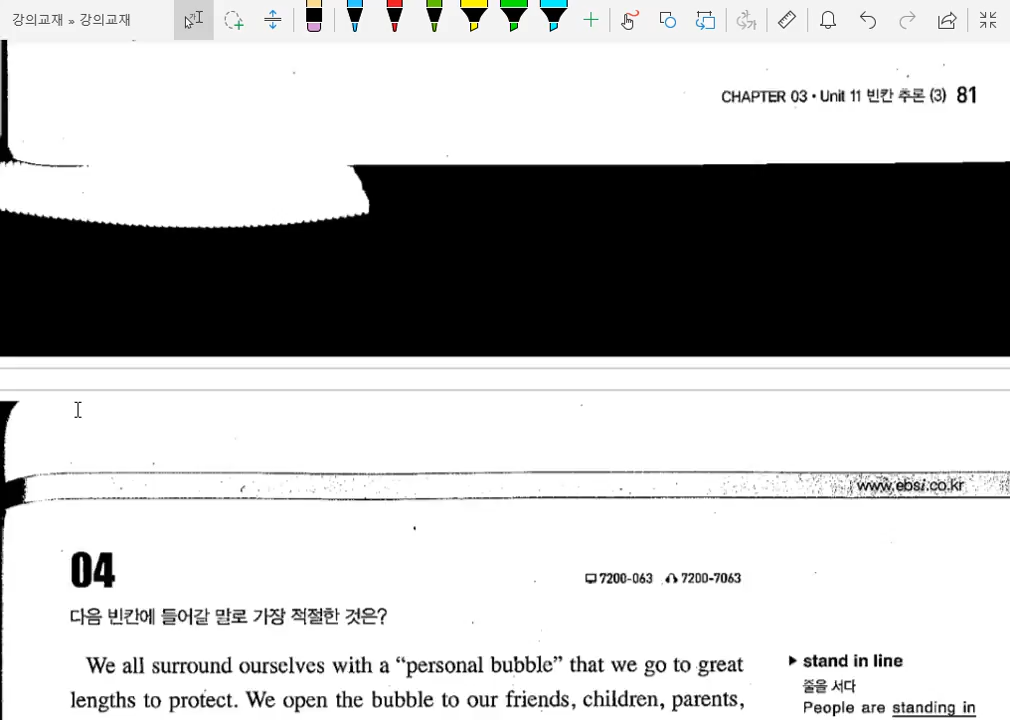 강의교재 » 강의교재
CHAPTER 03 • Unit 11 빈칸 추론 (3) 81
www.ebsi.co.kr
04
7200-063 7200-7063
다음 빈칸에 들어갈 말로 가장 적절한 것은?
We all surround ourselves with a “personal bubble” that we go to great
lengths to protect. We open the bubble to our friends, children, parents,
▶ stand in line
줄을 서다
People are standing in